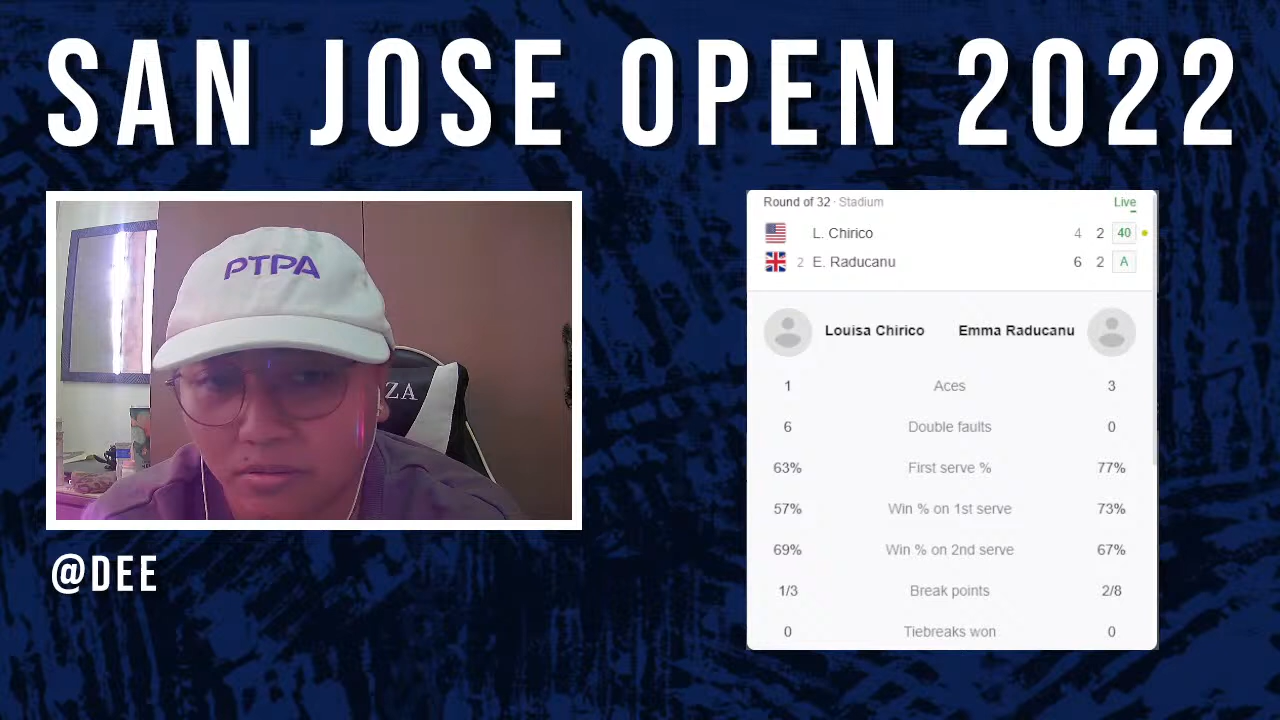 SAN JOSE OPEN 2022
PTPA
ZA
@DEE
Round of 32 · Stadium Live
L. Chirico 4 2 40
2 E. Raducanu 6 2 A
Louisa Chirico Emma Raducanu
1 Aces 3
6 Double faults 0
63% First serve % 77%
57% Win % on 1st serve 73%
69% Win % on 2nd serve 67%
1/3 Break points 2/8
0 Tiebreaks won 0